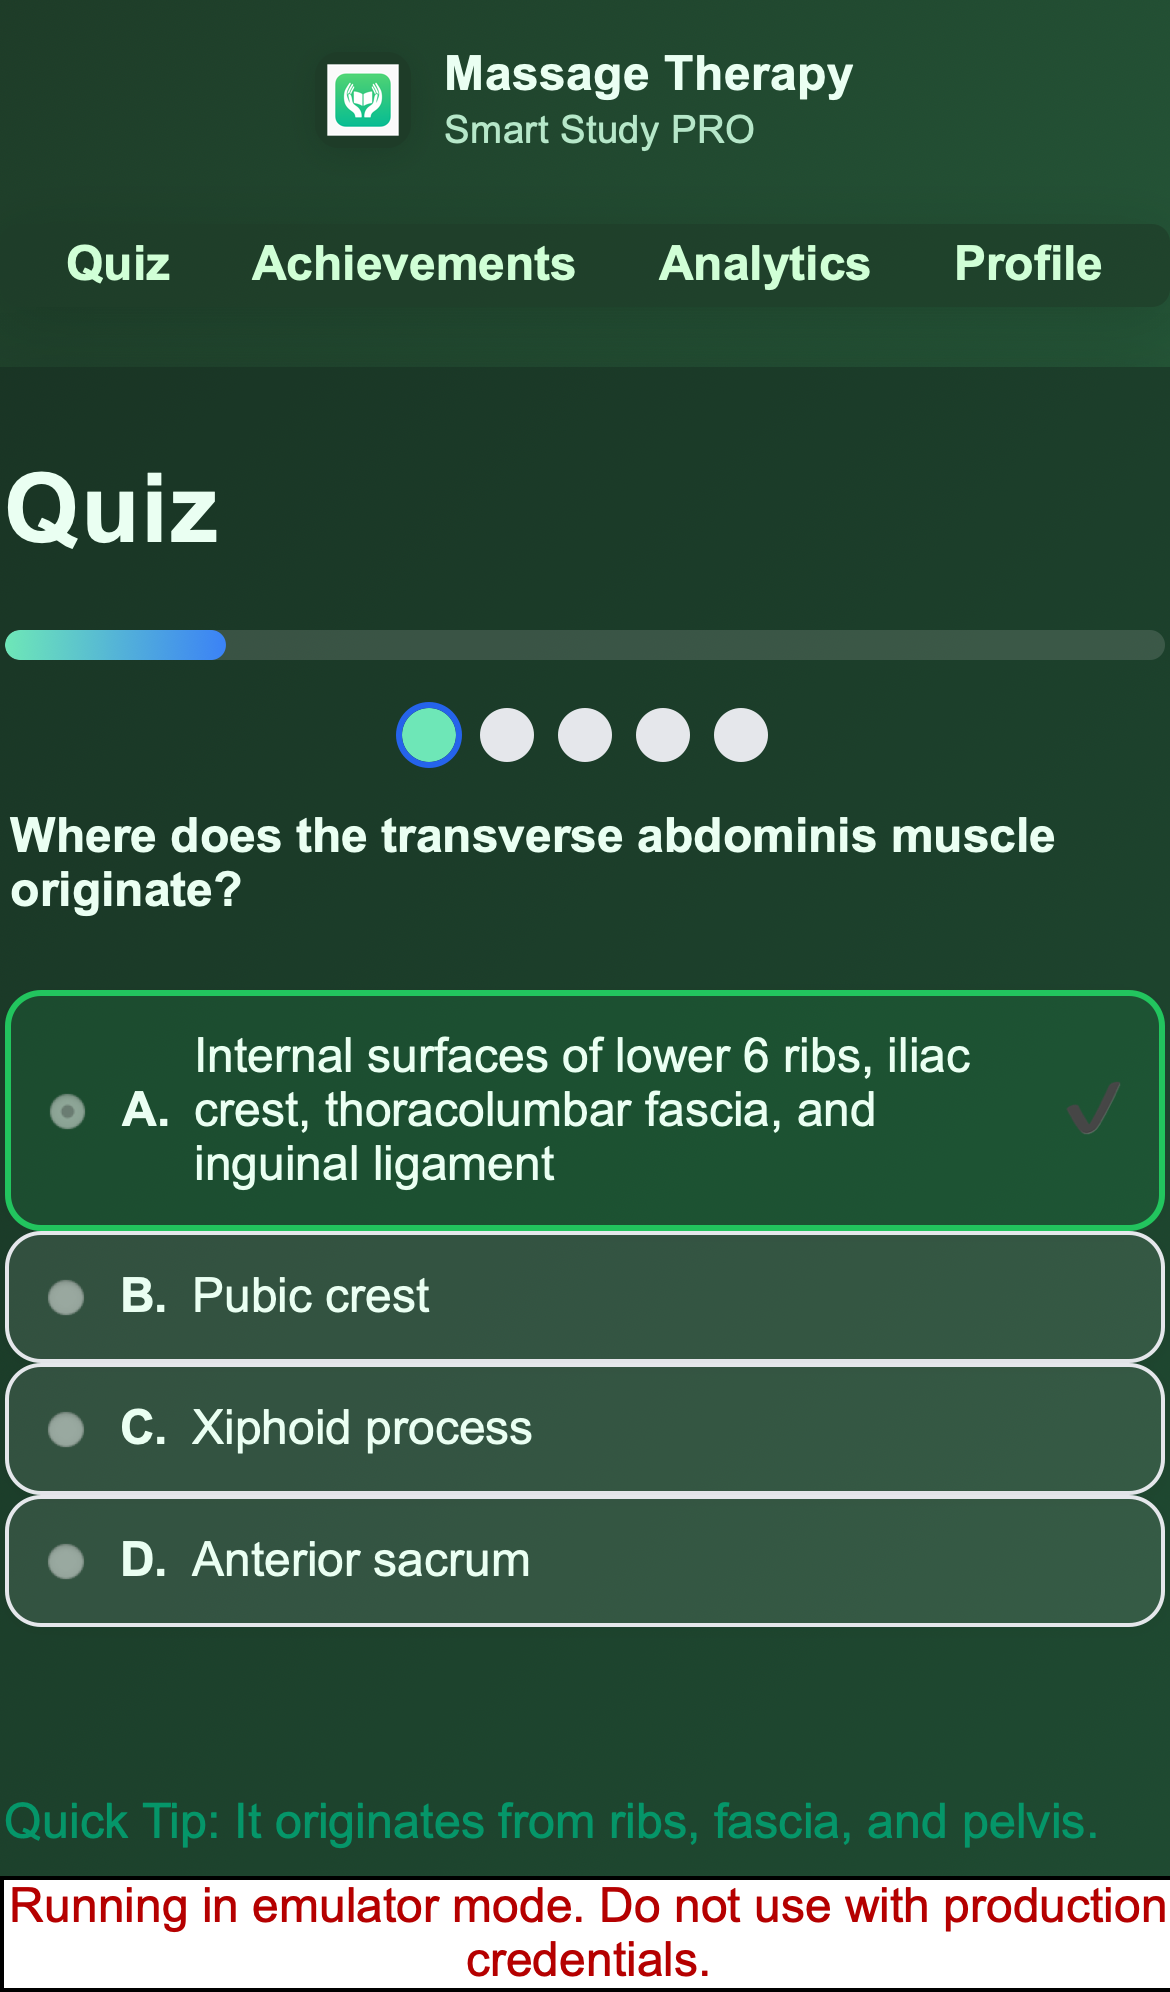 Massage Therapy
Smart Study PRO
Quiz Achievements Analytics Profile
Quiz
Where does the transverse abdominis muscle
originate?
A. Internal surfaces of lower 6 ribs, iliac
crest, thoracolumbar fascia, and
inguinal ligament
B. Pubic crest
C. Xiphoid process
D. Anterior sacrum
Quick Tip: It originates from ribs, fascia, and pelvis.
Running in emulator mode. Do not use with production
credentials.